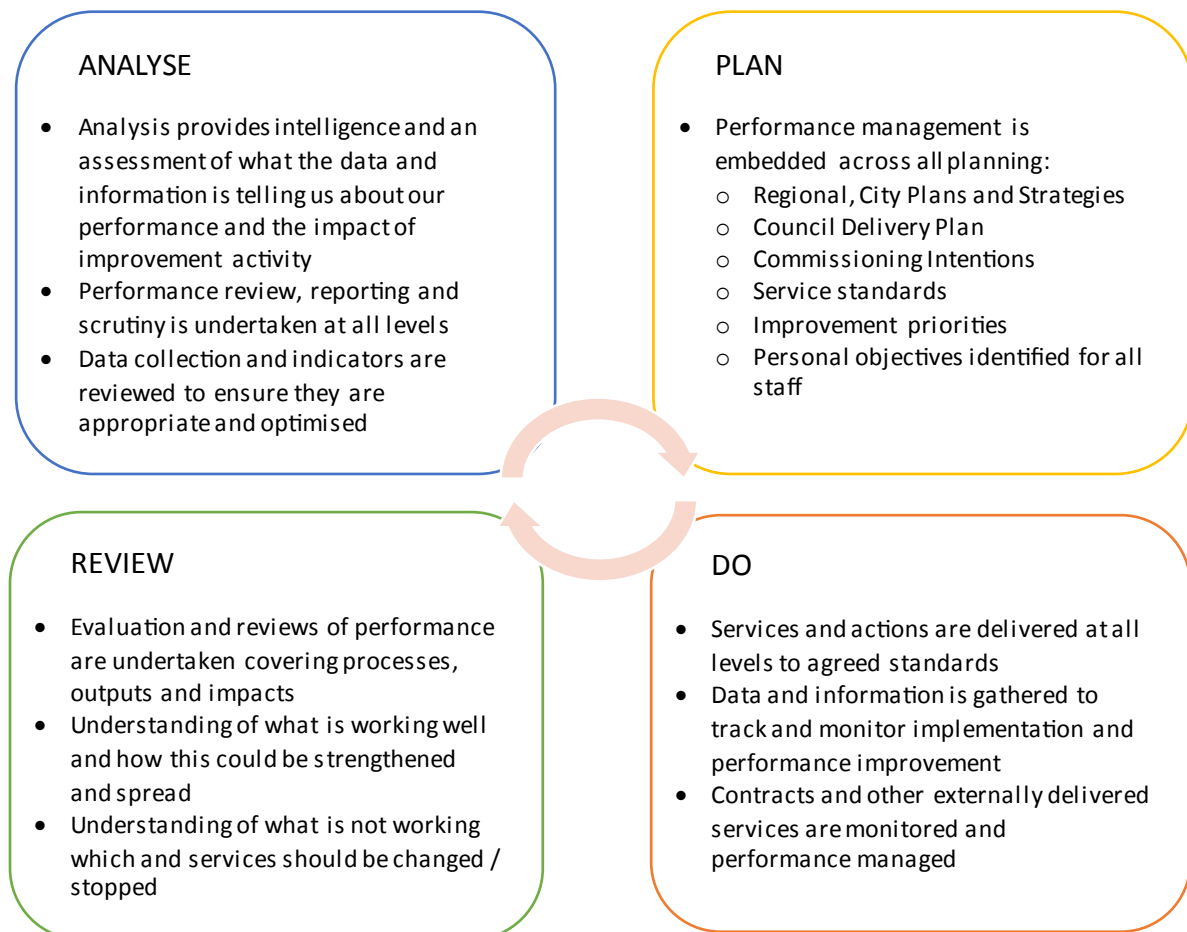 ANALYSE
• Analysis provides intelligence and an
assessment of what the data and
information is telling us about our
performance and the impact of
improvement activity
• Performance review, reporting and
scrutiny is undertaken at all levels
• Data collection and indicators are
reviewed to ensure they are
appropriate and optimised
PLAN
• Performance management is
embedded across all planning:
o Regional, City Plans and Strategies
o Council Delivery Plan
o Commissioning Intentions
o Service standards
o Improvement priorities
o Personal objectives identified for all
staff
REVIEW
• Evaluation and reviews of performance
are undertaken covering processes,
outputs and impacts
• Understanding of what is working well
and how this could be strengthened
and spread
• Understanding of what is not working
which and services should be changed /
stopped
DO
• Services and actions are delivered at all
levels to agreed standards
• Data and information is gathered to
track and monitor implementation and
performance improvement
• Contracts and other externally delivered
services are monitored and
performance managed